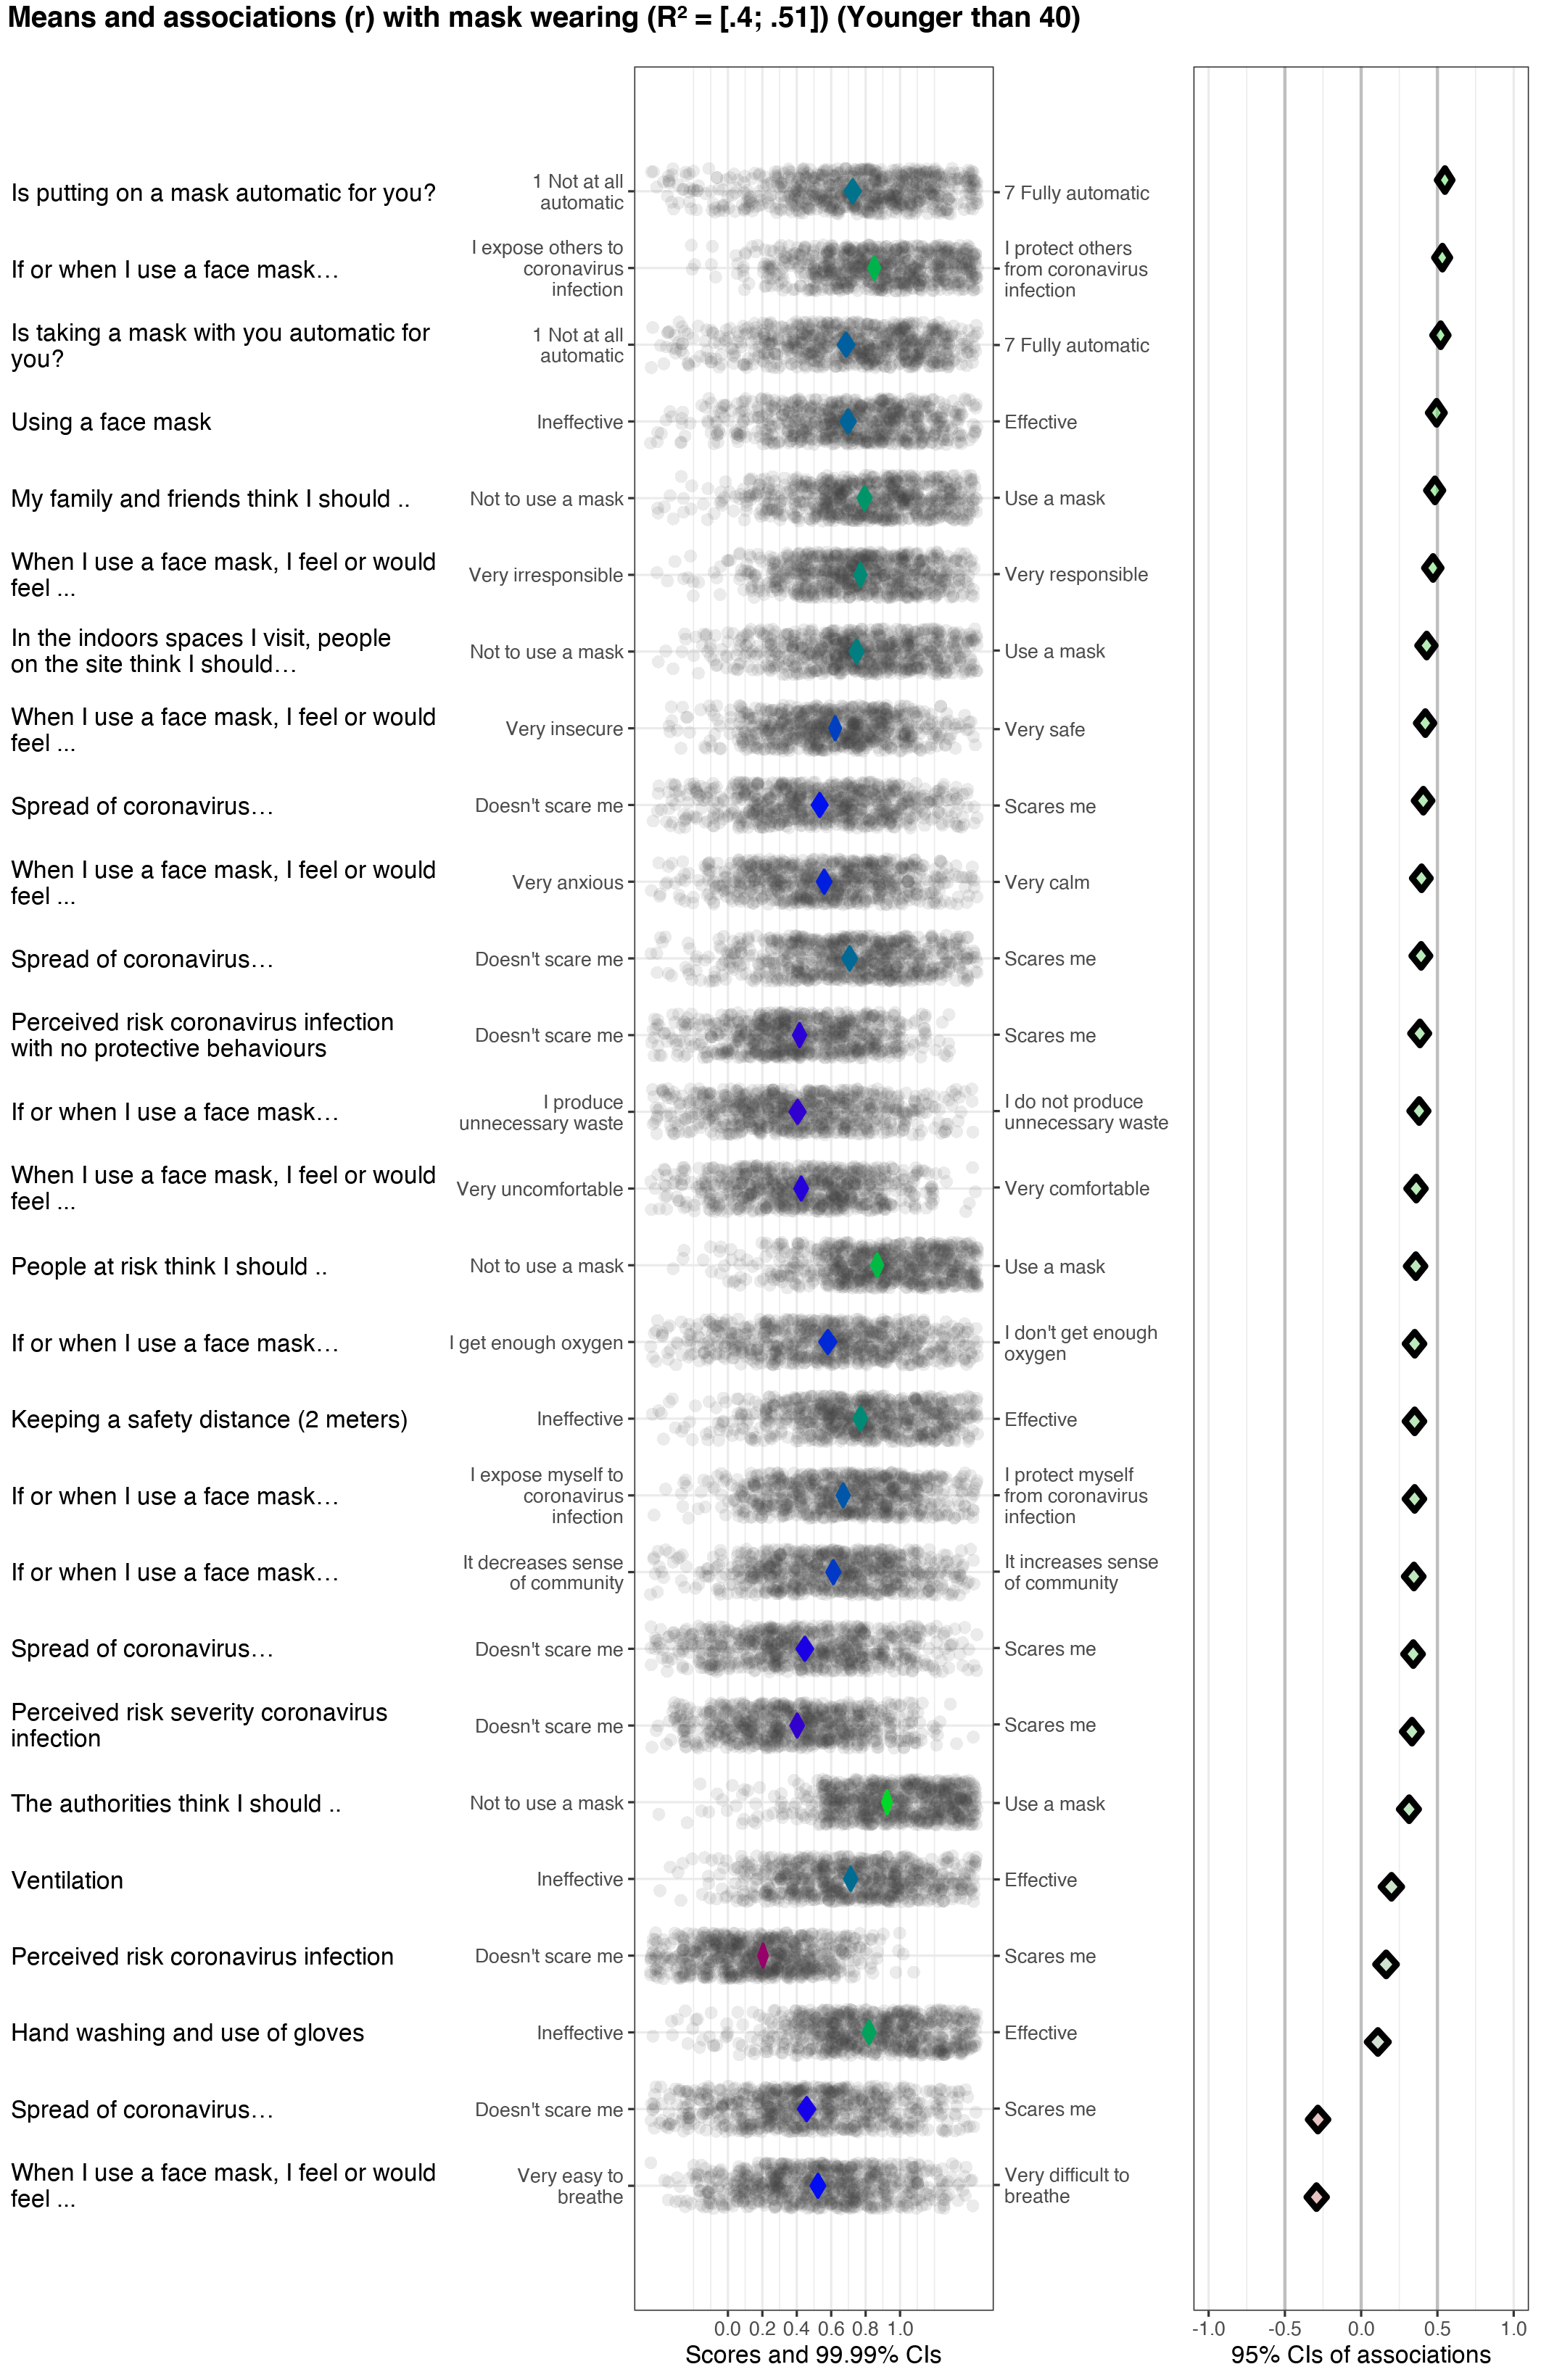 Means and associations (r) with mask wearing (R² = [.4; .51]) (Younger than 40)
Is putting on a mask automatic for you?
1 Not at all
automatic
7 Fully automatic
If or when I use a face mask…
I expose others to
coronavirus
infection
I protect others
from coronavirus
infection
Is taking a mask with you automatic for
you?
1 Not at all
automatic
7 Fully automatic
Using a face mask
Ineffective
Effective
My family and friends think I should ..
Not to use a mask
Use a mask
When I use a face mask, I feel or would
feel ...
Very irresponsible
Very responsible
In the indoors spaces I visit, people
on the site think I should…
Not to use a mask
Use a mask
When I use a face mask, I feel or would
feel ...
Very insecure
Very safe
Spread of coronavirus…
Doesn't scare me
Scares me
When I use a face mask, I feel or would
feel ...
Very anxious
Very calm
Spread of coronavirus…
Doesn't scare me
Scares me
Perceived risk coronavirus infection
with no protective behaviours
Doesn't scare me
Scares me
If or when I use a face mask…
I produce
unnecessary waste
I do not produce
unnecessary waste
When I use a face mask, I feel or would
feel ...
Very uncomfortable
Very comfortable
People at risk think I should ..
Not to use a mask
Use a mask
If or when I use a face mask…
I get enough oxygen
I don't get enough
oxygen
Keeping a safety distance (2 meters)
Ineffective
Effective
If or when I use a face mask…
I expose myself to
coronavirus
infection
I protect myself
from coronavirus
infection
If or when I use a face mask…
It decreases sense
of community
It increases sense
of community
Spread of coronavirus…
Doesn't scare me
Scares me
Perceived risk severity coronavirus
infection
Doesn't scare me
Scares me
The authorities think I should ..
Not to use a mask
Use a mask
Ventilation
Ineffective
Effective
Perceived risk coronavirus infection
Doesn't scare me
Scares me
Hand washing and use of gloves
Ineffective
Effective
Spread of coronavirus…
Doesn't scare me
Scares me
When I use a face mask, I feel or would
feel ...
Very easy to
breathe
Very difficult to
breathe
0.0 0.2 0.4 0.6 0.8 1.0
Scores and 99.99% CIs
-1.0 -0.5 0.0 0.5 1.0
95% CIs of associations